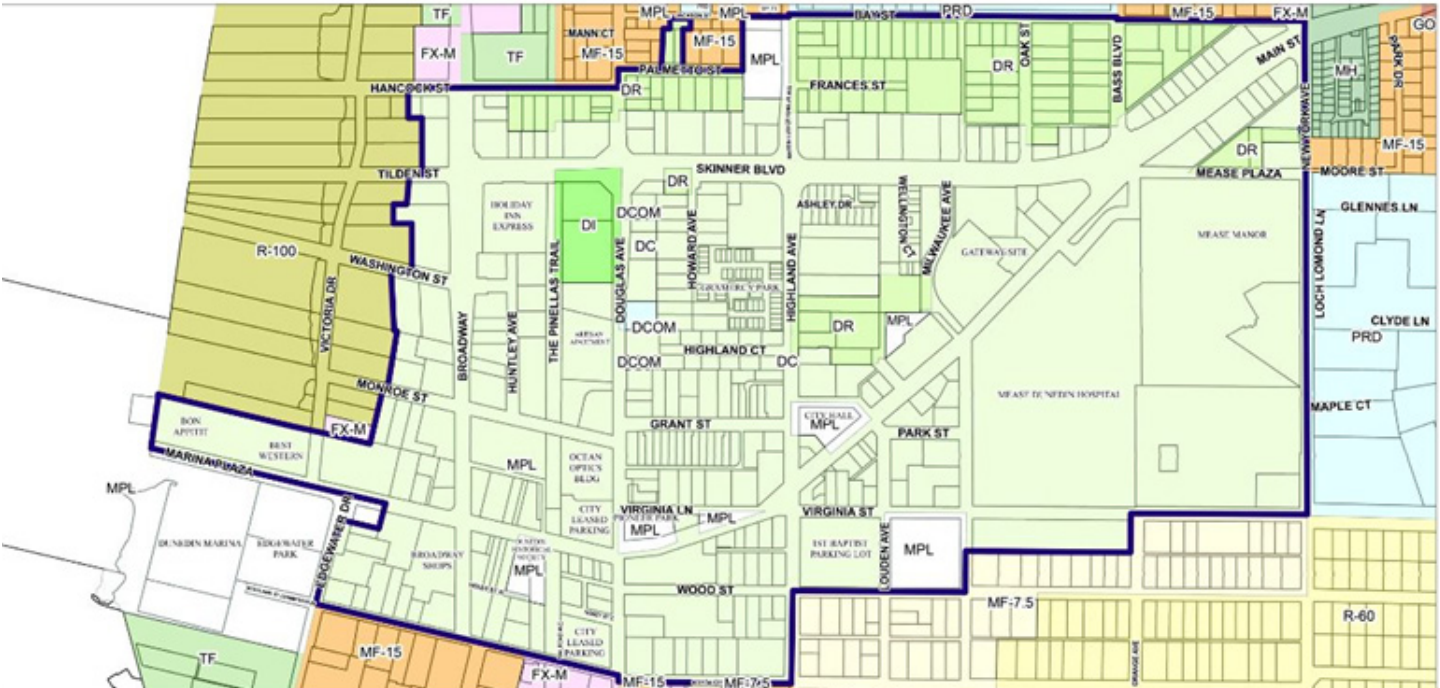 TF
MPL
MPL
BAY ST
PRD
MF-15
FX-M
GO
MANN CT
MF-15
MF-15
FX-M
TF
MPL
DR
OAK ST
BASS BLVD
MAIN ST
MH
PARK DR
PALMETTO ST
HANCOCK ST
DR
FRANCES ST
NEW YORK AVE
DR
MF-15
TILDEN ST
SKINNER BLVD
MEASE PLAZA
MOORE ST
DR
HOLIDAY
INN
EXPRESS
DI
DCOM
ASHLEY DR
WELLINGTON CT
MILWAUKEE AVE
GLENNES LN
R-100
THE PINELLAS TRAIL
DOUGLAS AVE
DC
HOWARD AVE
HIGHLAND AVE
GATEWAY SITE
MEASE MANOR
LOCH LOMOND LN
WASHINGTON ST
GRAMERCY PARK
VICTORIA DR
BROADWAY
HUNTLEY AVE
ARTISAN
APARTMENT
DCOM
DR
MPL
CLYDE LN
PRD
HIGHLAND CT
DCOM
DC
MONROE ST
MEASE DUNEDIN HOSPITAL
MAPLE CT
BON
APPETIT
FX-M
GRANT ST
CITY HALL
MPL
PARK ST
BEST
WESTERN
MARINA PLAZA
MPL
OCEAN
OPTICS
BLDG
MPL
EDGEWATER DR
CITY
LEASED
PARKING
VIRGINIA LN
PIONEER PARK
MPL
MPL
VIRGINIA ST
DUNEDIN MARINA
EDGEWATER
PARK
BROADWAY
SHOPS
DUNEDIN
HISTORICAL
SOCIETY
MPL
1ST BAPTIST
PARKING LOT
LOUDEN AVE
MPL
WOOD ST
MF-7.5
R-60
CITY
LEASED
PARKING
ORANGE AVE
TF
MF-15
FX-M
MF-15
MF-7.5